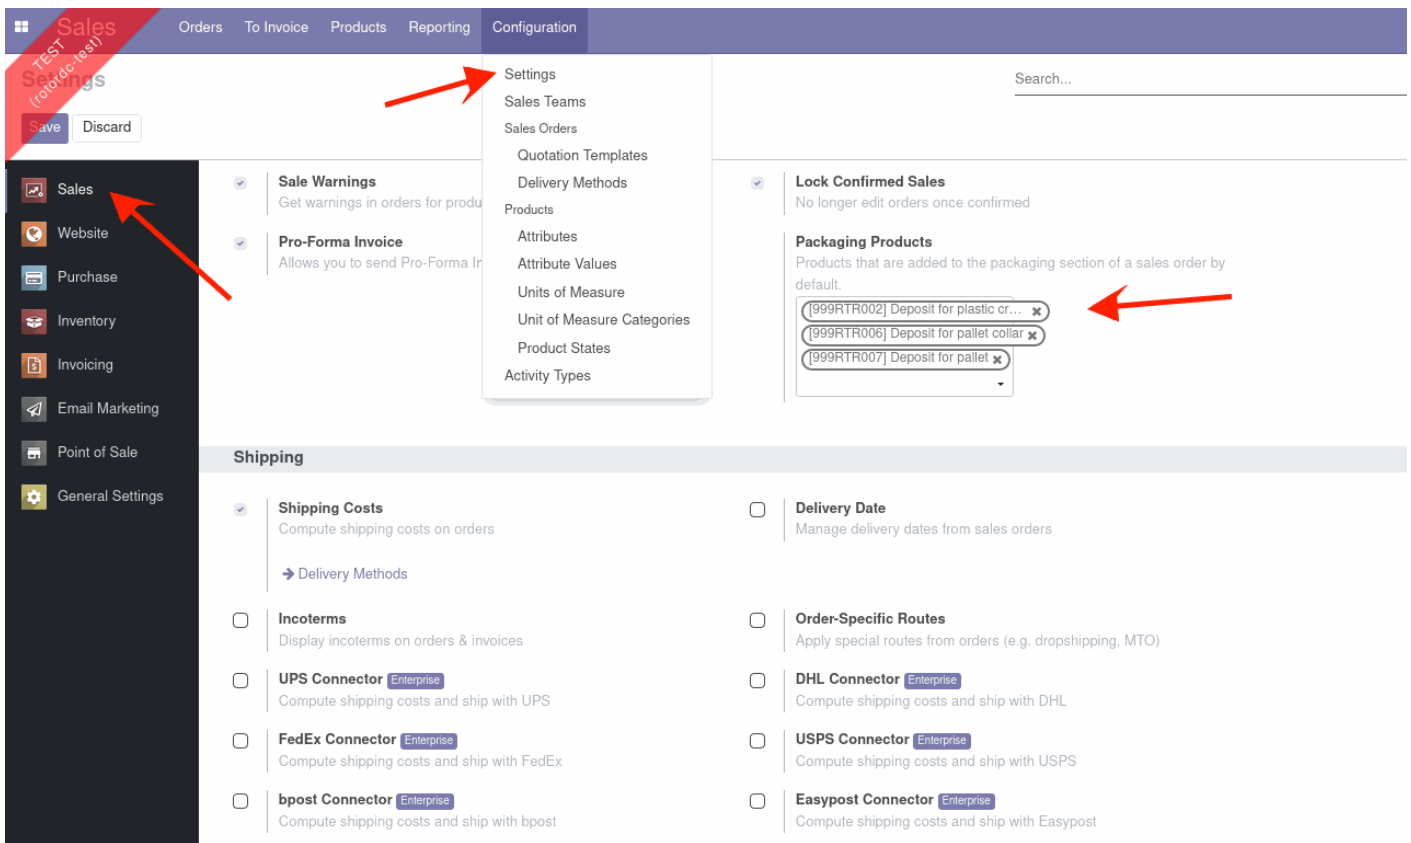 Sales
Orders
To Invoice
Products
Reporting
Configuration
TEST
(rotordc-test)
Settings
Search...
Save
Discard
Settings
Sales Teams
Sales Orders
Quotation Templates
Delivery Methods
Products
Attributes
Attribute Values
Units of Measure
Unit of Measure Categories
Product States
Activity Types
Sales
Website
Purchase
Inventory
Invoicing
Email Marketing
Point of Sale
General Settings
Sale Warnings
Get warnings in orders for produ
Lock Confirmed Sales
No longer edit orders once confirmed
Pro-Forma Invoice
Allows you to send Pro-Forma In
Packaging Products
Products that are added to the packaging section of a sales order by
default.
[999RTR002] Deposit for plastic cr...
[999RTR006] Deposit for pallet collar
[999RTR007] Deposit for pallet
Shipping
Shipping Costs
Compute shipping costs on orders
Delivery Methods
Delivery Date
Manage delivery dates from sales orders
Incoterms
Display incoterms on orders & invoices
Order-Specific Routes
Apply special routes from orders (e.g. dropshipping, MTO)
UPS Connector Enterprise
Compute shipping costs and ship with UPS
DHL Connector Enterprise
Compute shipping costs and ship with DHL
FedEx Connector Enterprise
Compute shipping costs and ship with FedEx
USPS Connector Enterprise
Compute shipping costs and ship with USPS
bpost Connector Enterprise
Compute shipping costs and ship with bpost
Easypost Connector Enterprise
Compute shipping costs and ship with Easypost